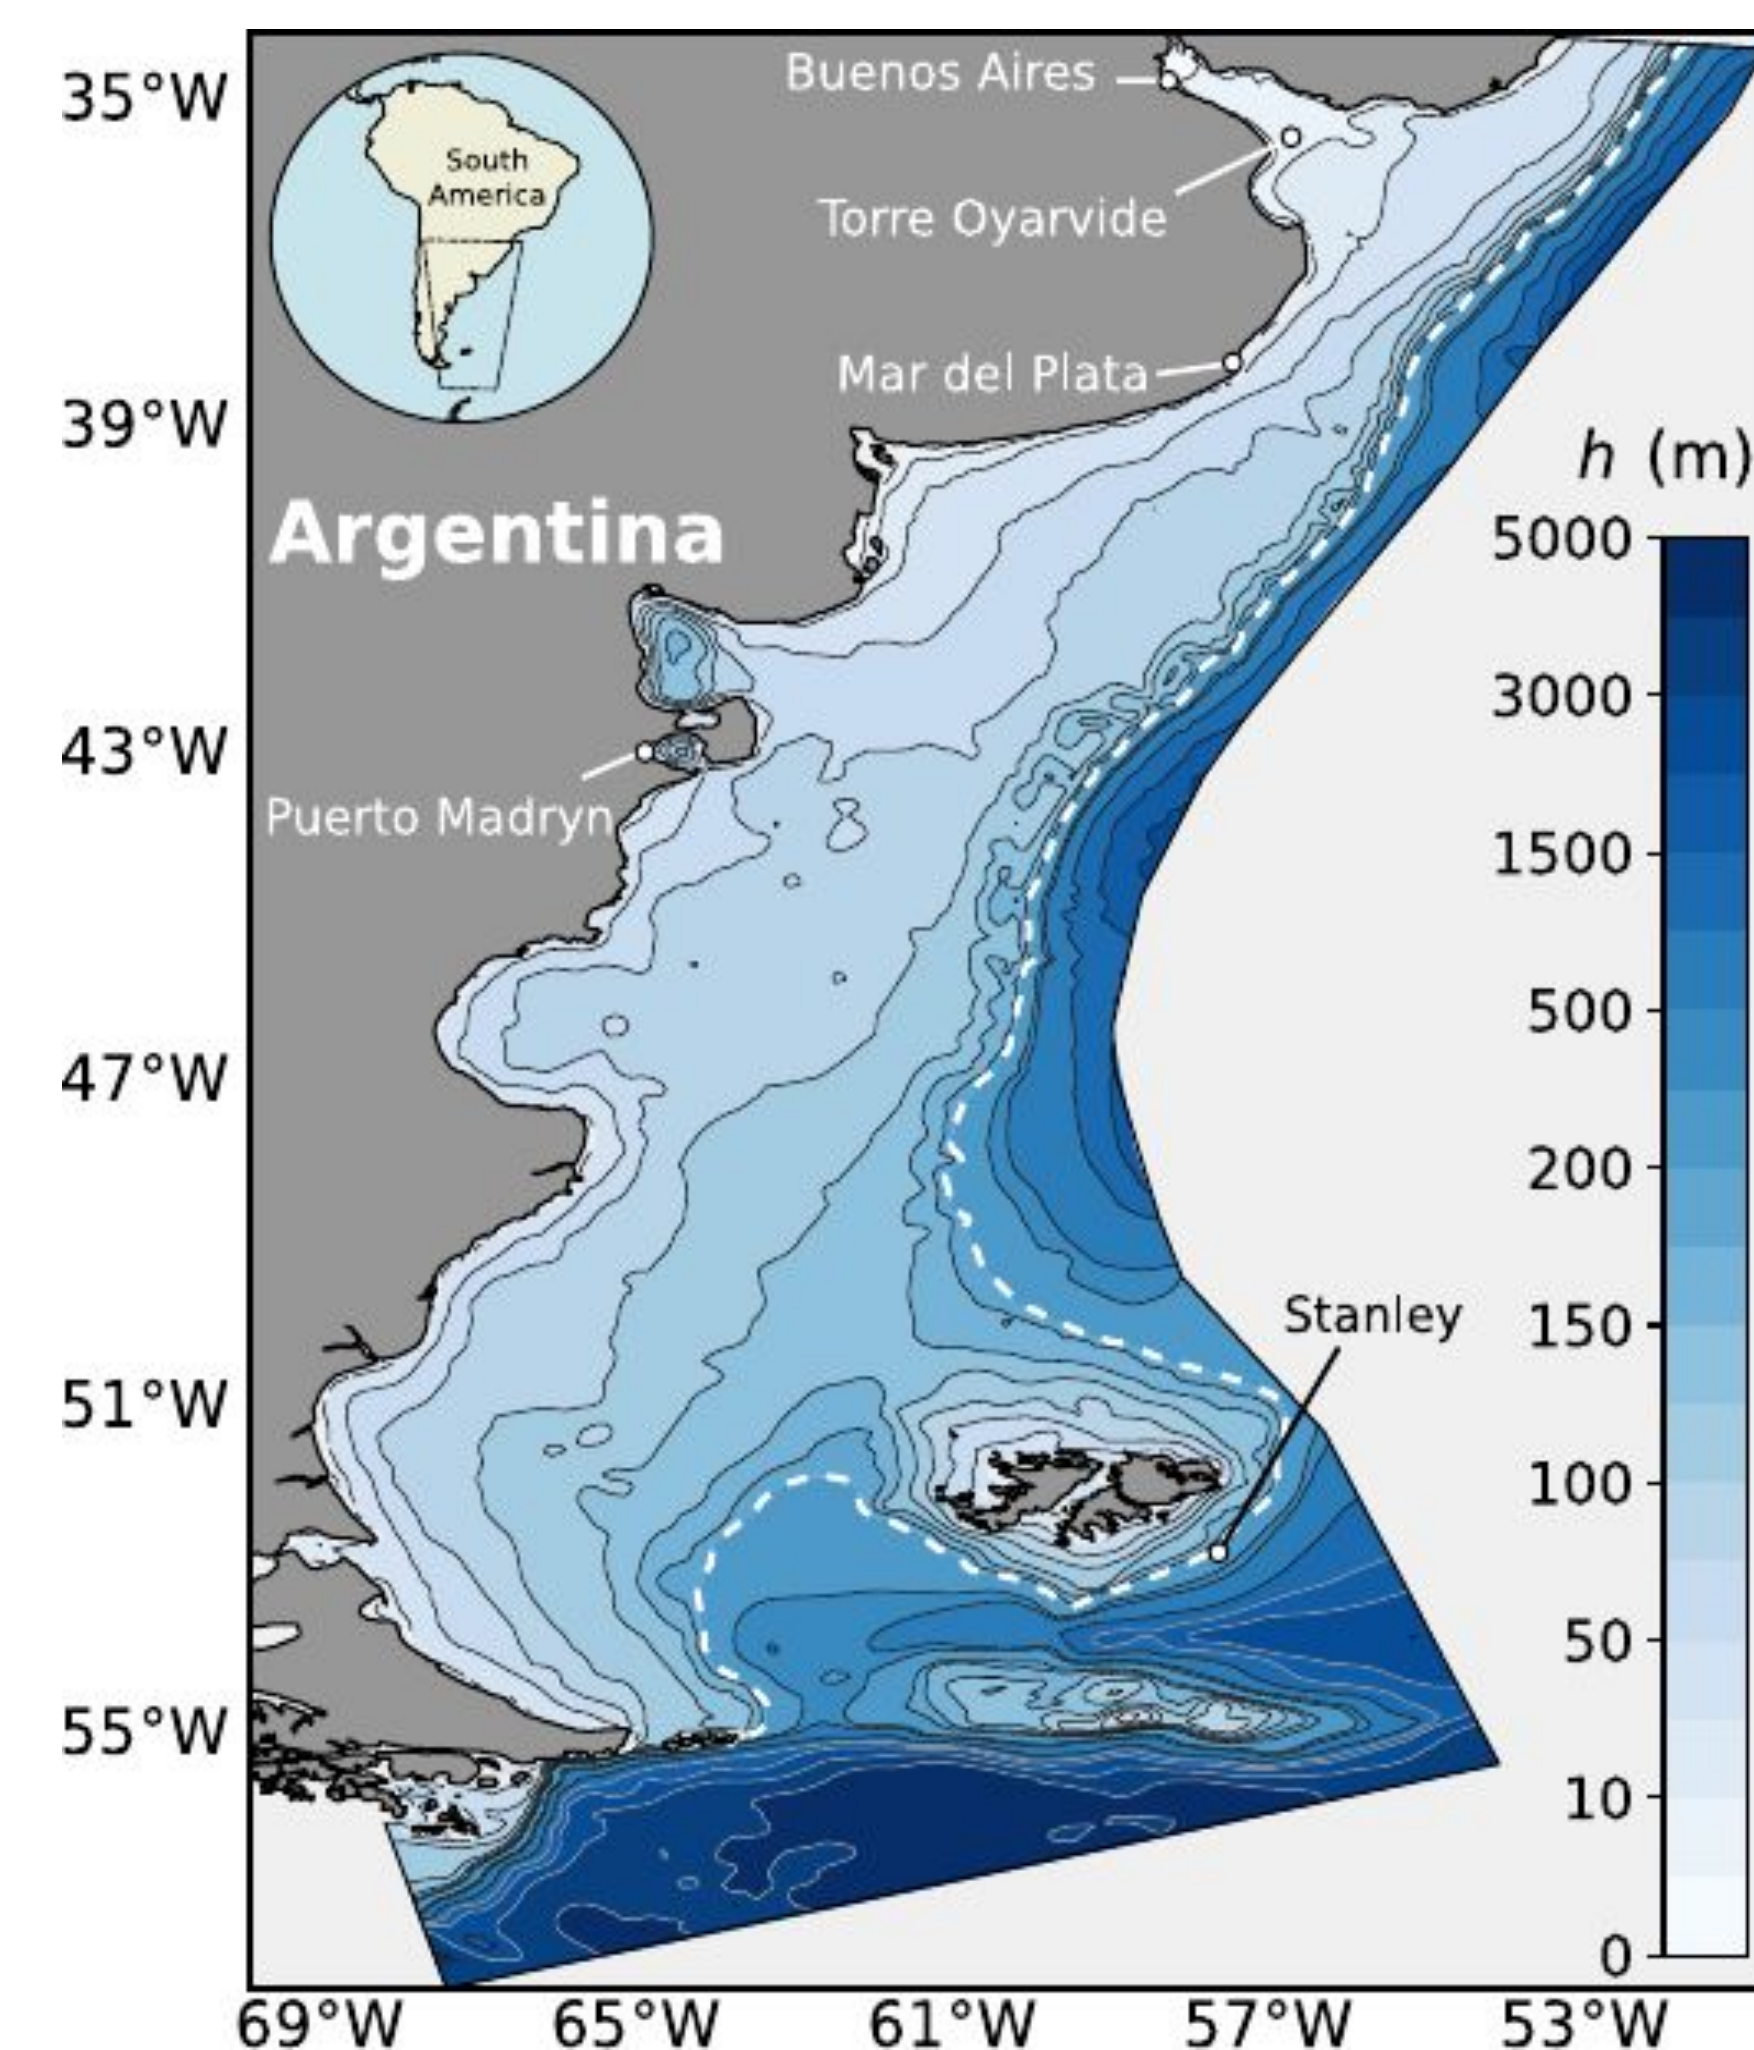 35°W
39°W
43°W
47°W
51°W
55°W
South
America
Buenos Aires
Torre Oyarvide
Mar del Plata
Argentina
Puerto Madryn
Stanley
h (m)
5000
3000
1500
500
200
150
100
50
10
0
69°W
65°W
61°W
57°W
53°W